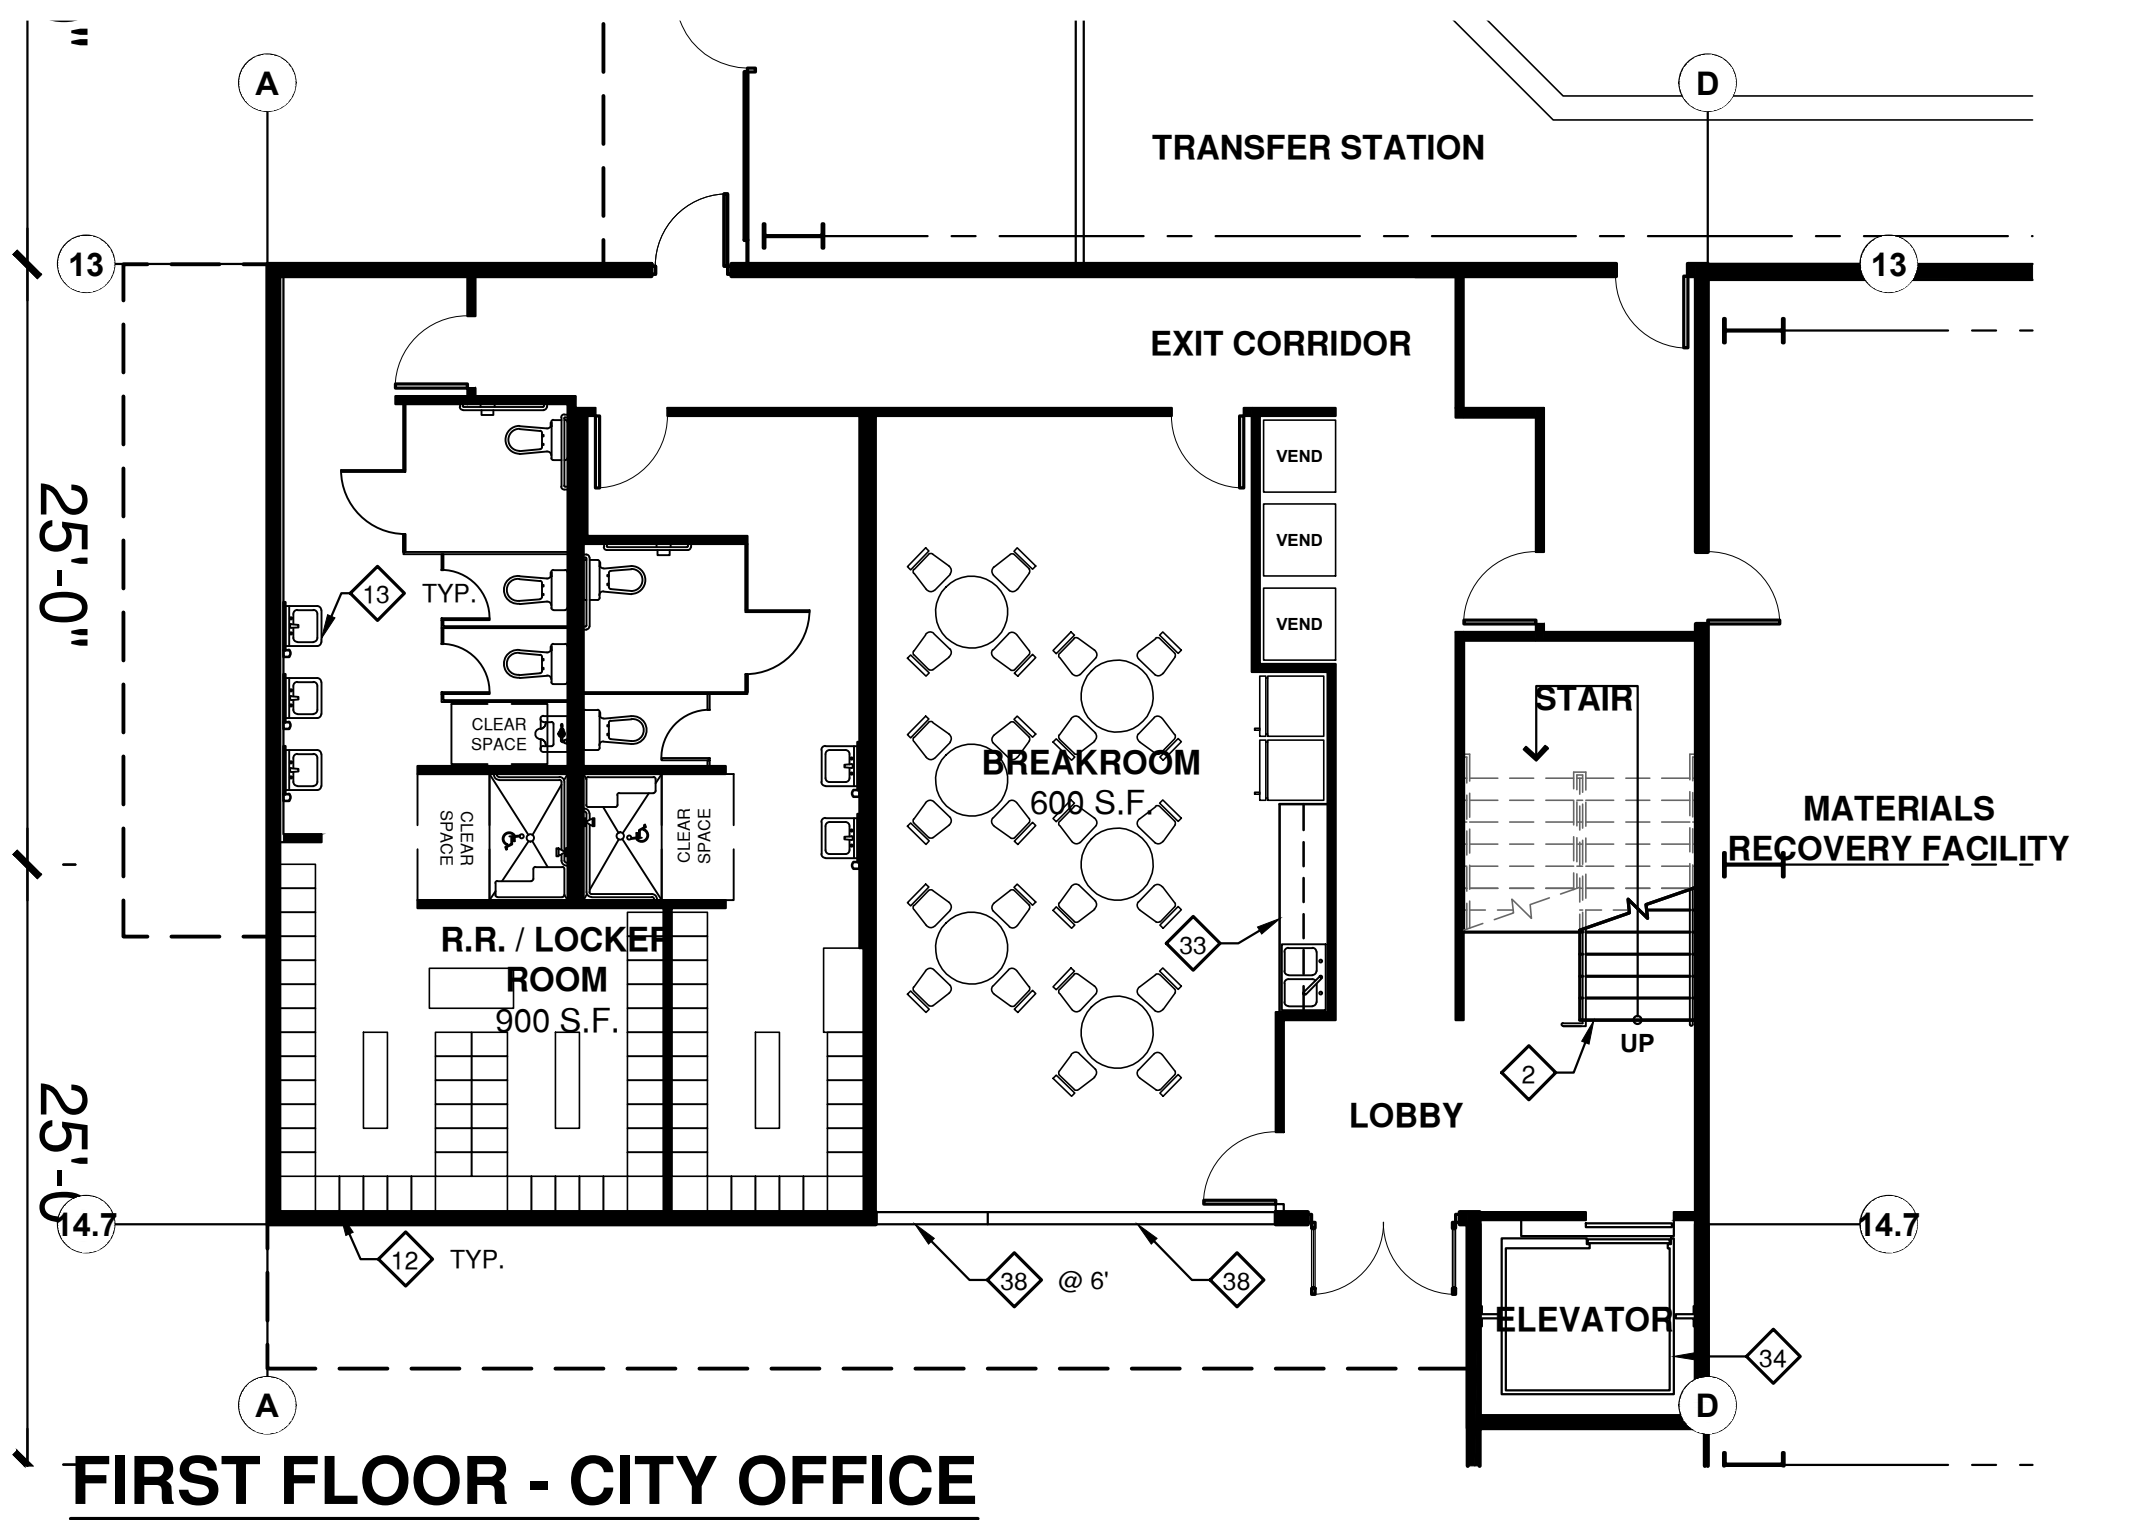 "
A
D
TRANSFER STATION
13
13
EXIT CORRIDOR
VEND
VEND
VEND
25'-0"
13 TYP.
STAIR
CLEAR
SPACE
BREAKROOM
600 S.F.
CLEAR
SPACE
CLEAR
SPACE
MATERIALS
RECOVERY FACILITY
R.R. / LOCKER
ROOM
900 S.F.
33
UP
2
25'-0
LOBBY
14.7
14.7
12 TYP.
38 @ 6'
38
ELEVATOR
34
A
D
FIRST FLOOR - CITY OFFICE